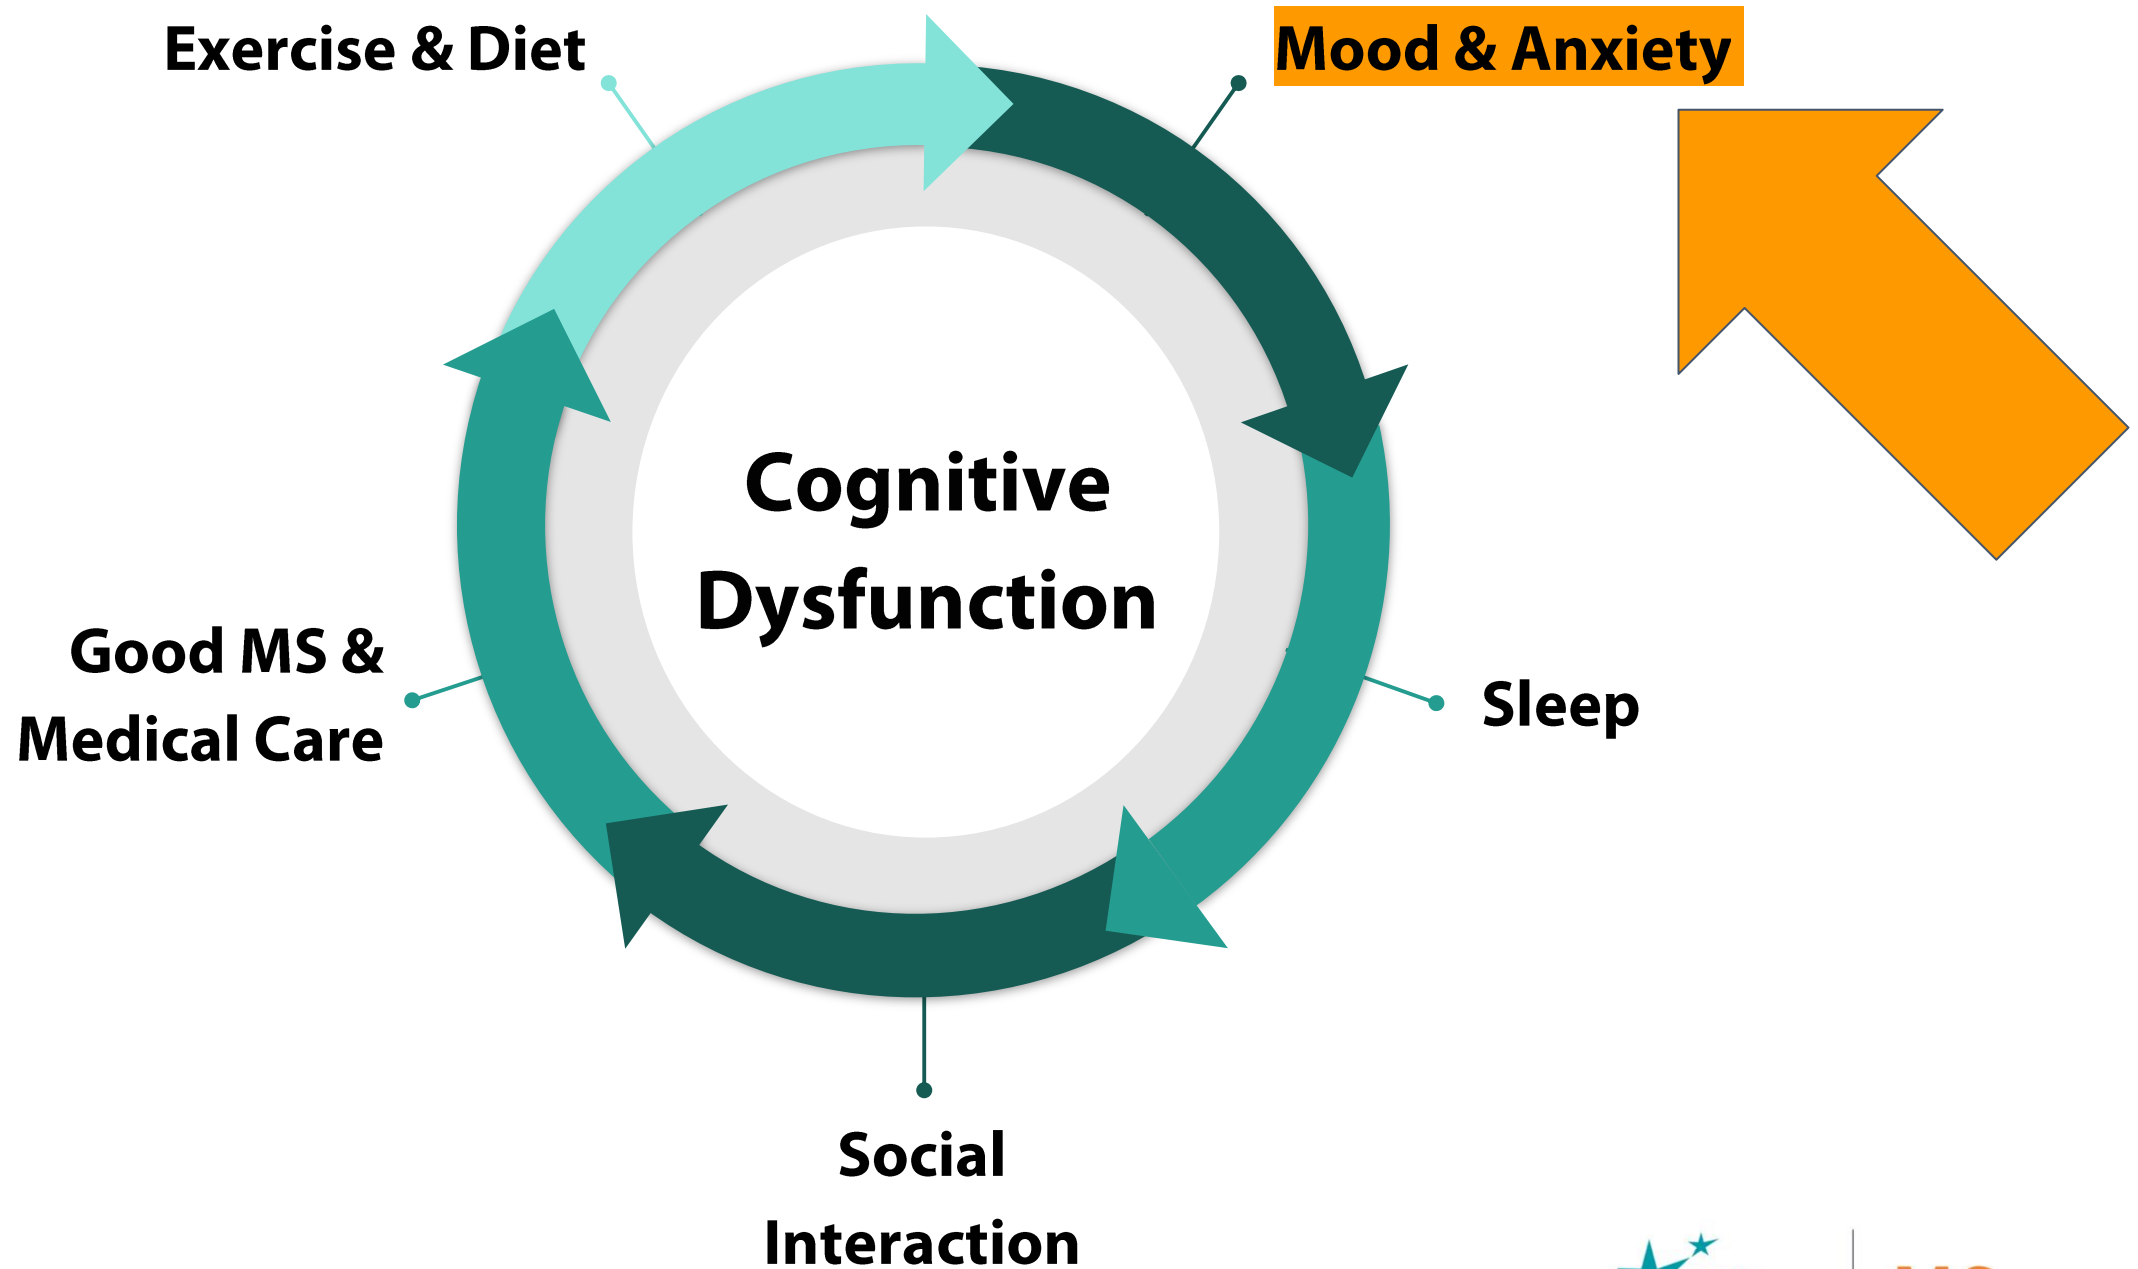 Exercise & Diet
Mood & Anxiety
Cognitive
Dysfunction
Good MS &
Medical Care
Sleep
Social
Interaction